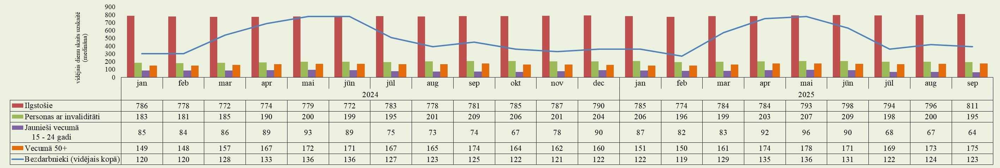 vidējais dienu skaits uzskaitē
(medināna)
900
800
700
600
500
400
300
200
100
0
jan feb mar apr mai jūn jūl aug sep okt nov dec jan feb mar apr mai jūn jūl aug sep
2024 2025
Ilgstošie 786 778 772 774 779 772 783 778 781 785 787 790 785 774 784 784 793 798 794 796 811
Personas ar invaliditāti 183 181 185 190 200 199 195 201 209 206 201 204 206 196 199 203 207 209 198 200 195
Jaunieši vecumā
15 - 24 gadi 85 84 86 89 93 89 75 73 74 67 78 90 87 82 83 92 96 90 68 67 64
Vecumā 50+ 149 148 157 167 172 171 167 165 174 164 162 160 151 150 161 174 178 171 169 173 175
Bezdarbnieki (vidējais kopā) 120 120 128 133 136 136 127 123 125 122 121 122 122 119 129 135 136 131 122 124 123